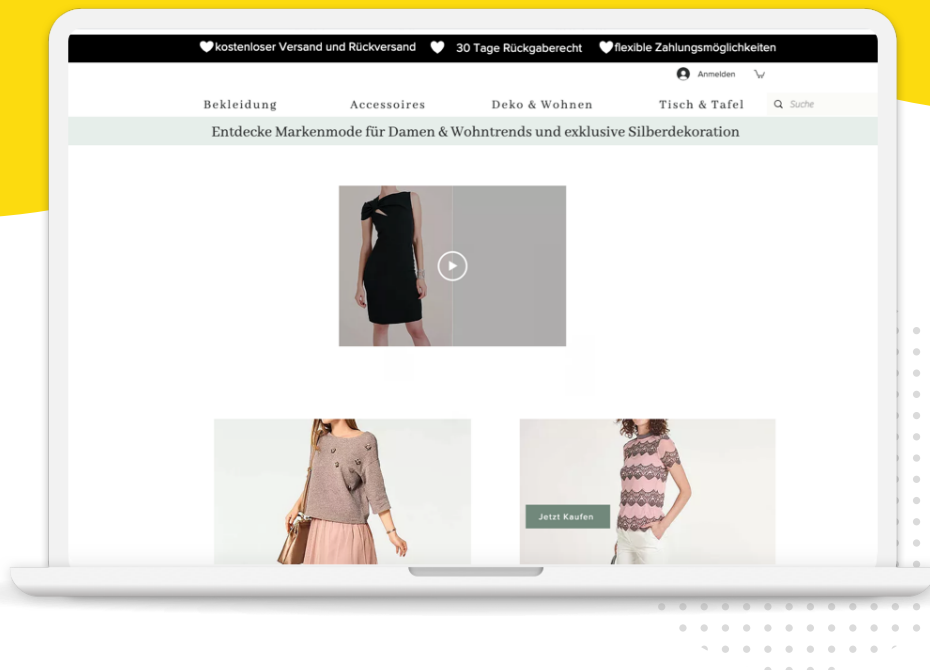 kostenloser Versand und Rückversand 30 Tage Rückgaberecht flexible Zahlungsmöglichkeiten
Anmelden
Bekleidung Accessoires Deko & Wohnen Tisch & Tafel Suche
Entdecke Markenmode für Damen & Wohntrends und exklusive Silberdekoration
Jetzt Kaufen